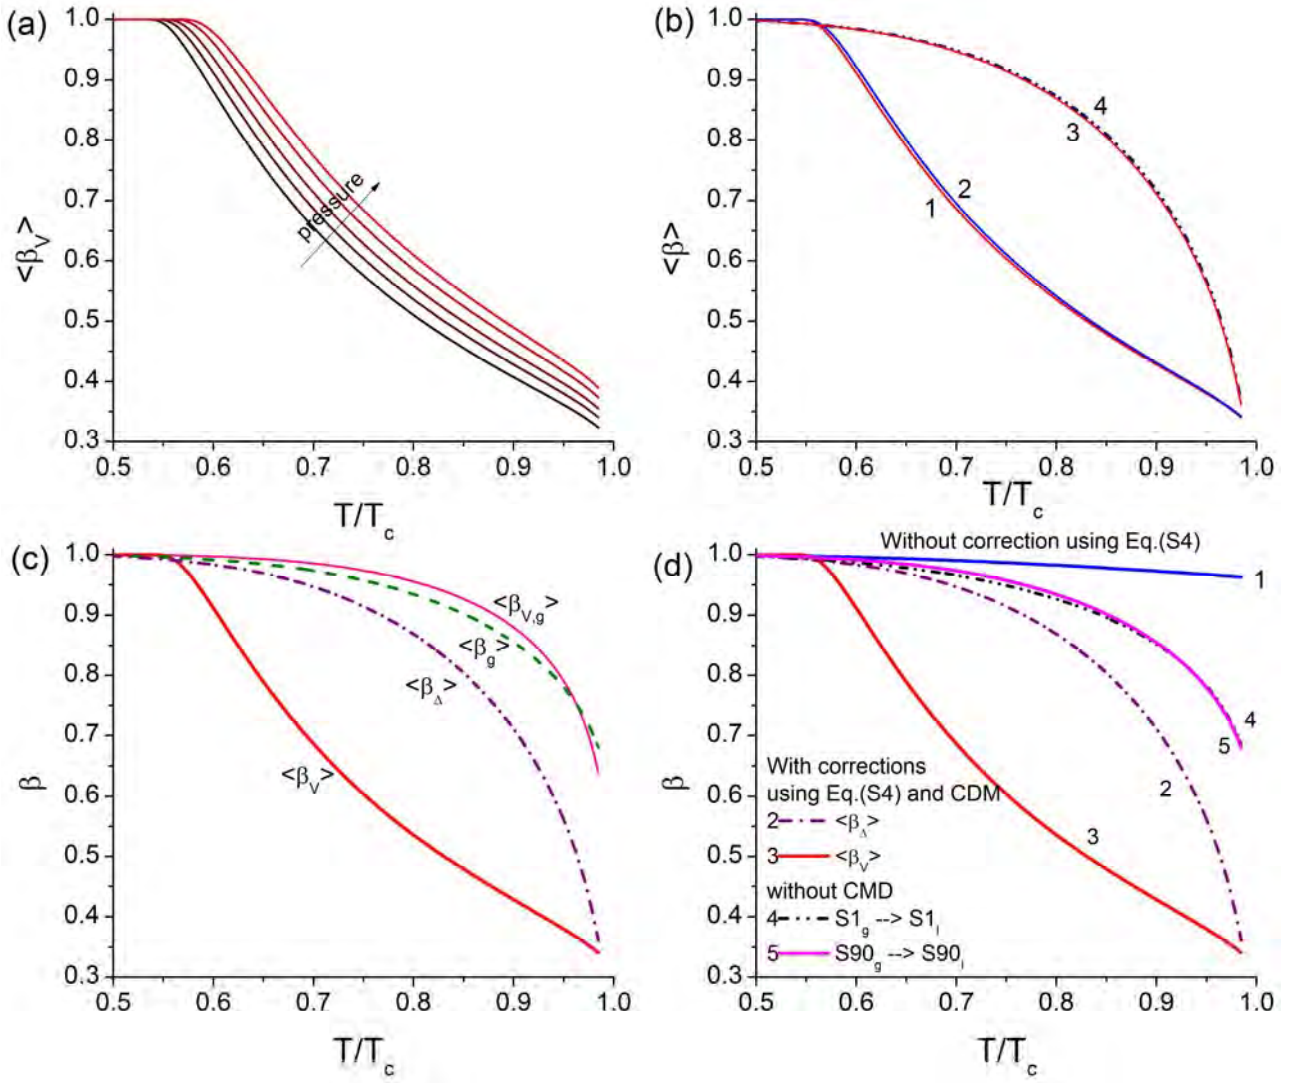 (a)
1.0
0.9
0.8
0.7
0.6
0.5
0.4
0.3
<β_V>
pressure
0.5 0.6 0.7 0.8 0.9 1.0
T/T_c
(b)
1.0
0.9
0.8
0.7
0.6
0.5
0.4
0.3
<β>
4
3
2
1
0.5 0.6 0.7 0.8 0.9 1.0
T/T_c
(c)
1.0
0.9
0.8
0.7
0.6
0.5
0.4
0.3
β
<β_V,g>
<β_g>
<β_Δ>
<β_V>
0.5 0.6 0.7 0.8 0.9 1.0
T/T_c
(d)
Without correction using Eq.(S4)
1.0
0.9
0.8
0.7
0.6
0.5
0.4
0.3
β
1
4
5
2
3
With corrections
using Eq.(S4) and CDM
2 <β_Δ>
3 <β_V>
without CMD
4 S1_g --> S1_l
5 S90_g --> S90_l
0.5 0.6 0.7 0.8 0.9 1.0
T/T_c